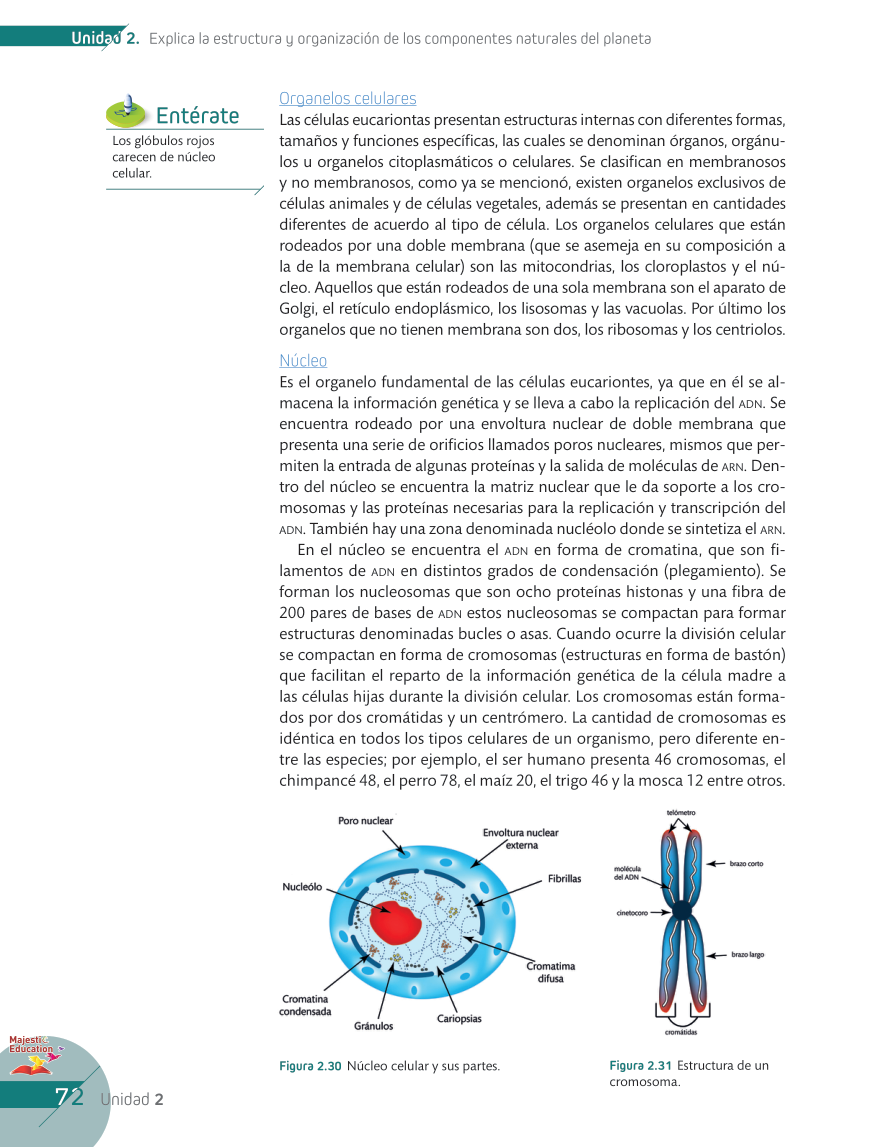 Unidad 2. Explica la estructura y organización de los componentes naturales del planeta
Entérate
Los glóbulos rojos
carecen de núcleo
celular.
Organelos celulares
Las células eucariontas presentan estructuras internas con diferentes formas,
tamaños y funciones específicas, las cuales se denominan órganos, orgánu-
los u organelos citoplasmáticos o celulares. Se clasifican en membranosos
y no membranosos, como ya se mencionó, existen organelos exclusivos de
células animales y de células vegetales, además se presentan en cantidades
diferentes de acuerdo al tipo de célula. Los organelos celulares que están
rodeados por una doble membrana (que se asemeja en su composición a
la de la membrana celular) son las mitocondrias, los cloroplastos y el nú-
cleo. Aquellos que están rodeados de una sola membrana son el aparato de
Golgi, el retículo endoplásmico, los lisosomas y las vacuolas. Por último los
organelos que no tienen membrana son dos, los ribosomas y los centriolos.
Núcleo
Es el organelo fundamental de las células eucariontes, ya que en él se al-
macena la información genética y se lleva a cabo la replicación del ADN. Se
encuentra rodeado por una envoltura nuclear de doble membrana que
presenta una serie de orificios llamados poros nucleares, mismos que per-
miten la entrada de algunas proteínas y la salida de moléculas de ARN. Den-
tro del núcleo se encuentra la matriz nuclear que le da soporte a los cro-
mosomas y las proteínas necesarias para la replicación y transcripción del
ADN. También hay una zona denominada nucléolo donde se sintetiza el ARN.
En el núcleo se encuentra el ADN en forma de cromatina, que son fi-
lamentos de ADN en distintos grados de condensación (plegamiento). Se
forman los nucleosomas que son ocho proteínas histonas y una fibra de
200 pares de bases de ADN estos nucleosomas se compactan para formar
estructuras denominadas bucles o asas. Cuando ocurre la división celular
se compactan en forma de cromosomas (estructuras en forma de bastón)
que facilitan el reparto de la información genética de la célula madre a
las células hijas durante la división celular. Los cromosomas están forma-
dos por dos cromátidas y un centrómero. La cantidad de cromosomas es
idéntica en todos los tipos celulares de un organismo, pero diferente en-
tre las especies; por ejemplo, el ser humano presenta 46 cromosomas, el
chimpancé 48, el perro 78, el maíz 20, el trigo 46 y la mosca 12 entre otros.
Poro nuclear
Envoltura nuclear
externa
Nucleólo
Fibrillas
Cromatima
difusa
Cromatina
condensada
Gránulos
Cariopsias
Figura 2.30 Núcleo celular y sus partes.
telómetro
molécula
del ADN
brazo corto
cinetocoro
brazo largo
cromátidas
Figura 2.31 Estructura de un
cromosoma.
Majestic
Education
72 Unidad 2